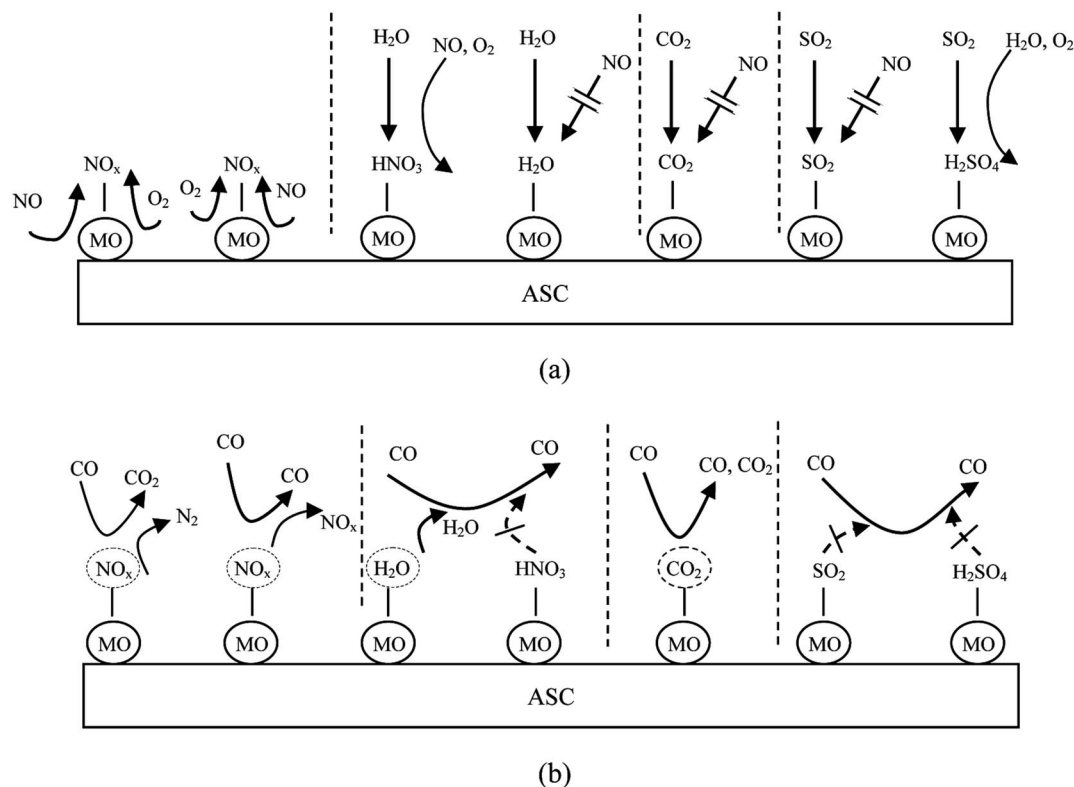 H₂O NO, O₂ H₂O CO₂ NO SO₂ NO SO₂ H₂O, O₂
NO
NOₓ NOₓ HNO₃ H₂O CO₂ SO₂ H₂SO₄
NO O₂ O₂ NO
MO MO MO MO MO MO MO
ASC
(a)
CO CO₂ CO CO CO CO CO CO, CO₂ CO CO
N₂ NOₓ H₂O
NOₓ NOₓ H₂O HNO₃ CO₂ SO₂ H₂SO₄
MO MO MO MO MO MO MO
ASC
(b)